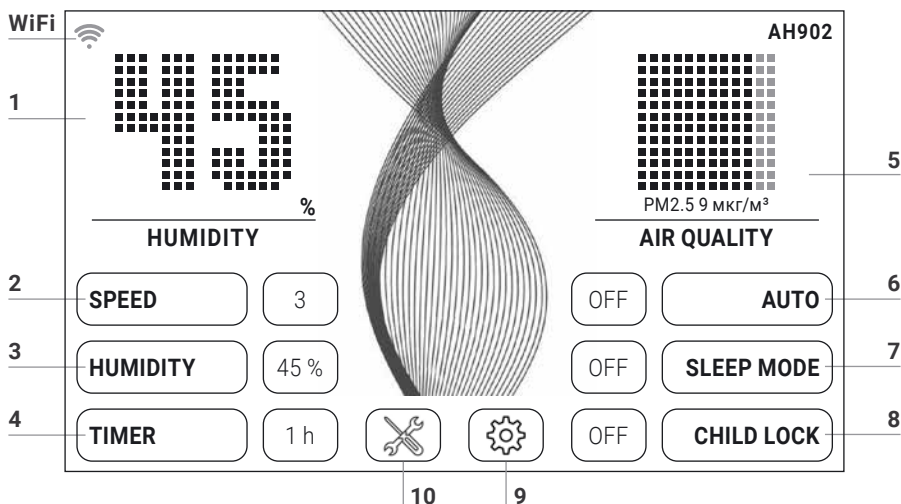 WiFi
AH902
1
45
%
HUMIDITY
5
PM2.5 9 мкг/м³
AIR QUALITY
2
SPEED
3
OFF
AUTO
6
3
HUMIDITY
45 %
OFF
SLEEP MODE
7
4
TIMER
1 h
OFF
CHILD LOCK
8
10
9